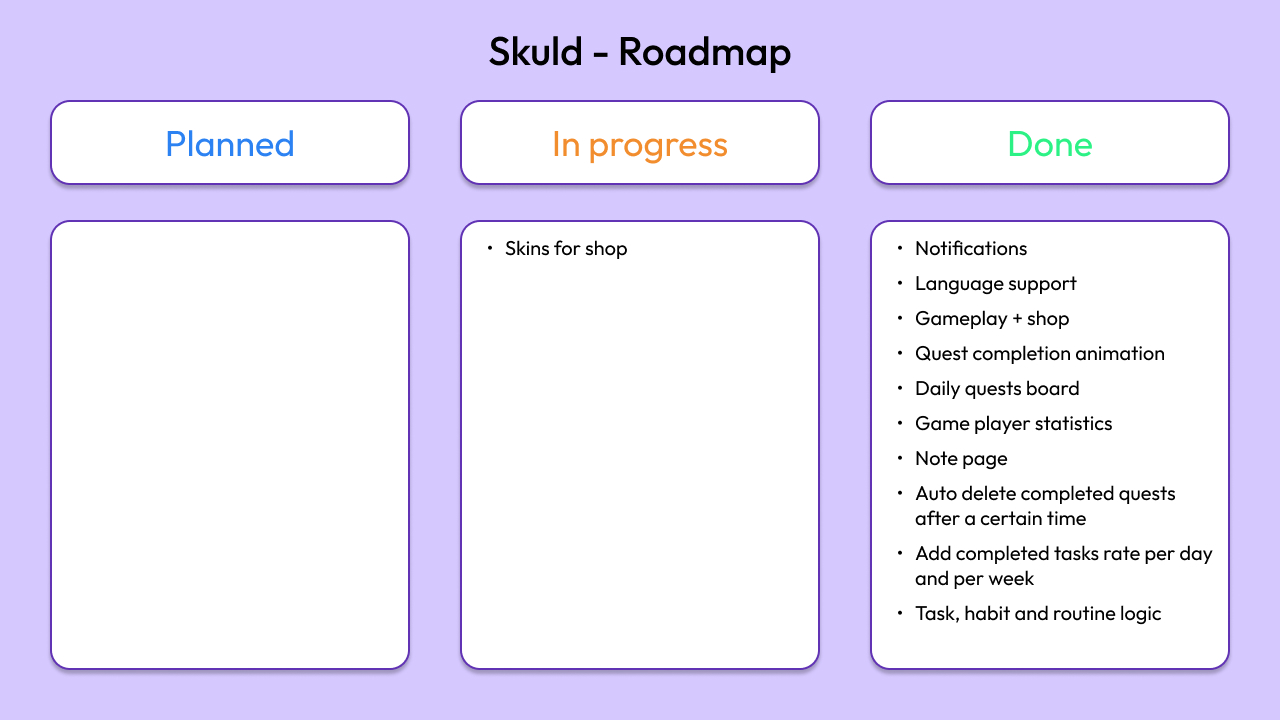 Skuld - Roadmap
Planned
In progress
Done
• Skins for shop
• Notifications
• Language support
• Gameplay + shop
• Quest completion animation
• Daily quests board
• Game player statistics
• Note page
• Auto delete completed quests
after a certain time
• Add completed tasks rate per day
and per week
• Task, habit and routine logic